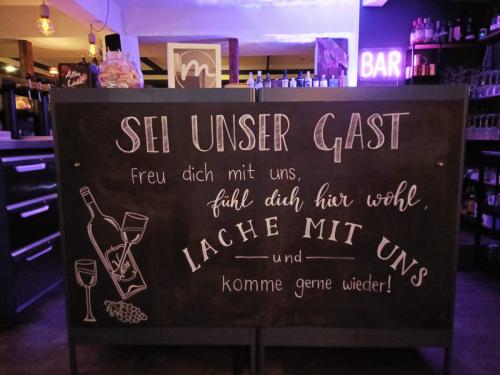 m
BAR
SEI UNSER GAST
Freu dich mit uns,
fühl dich hier wohl,
LACHE MIT UNS
und
komme gerne wieder!